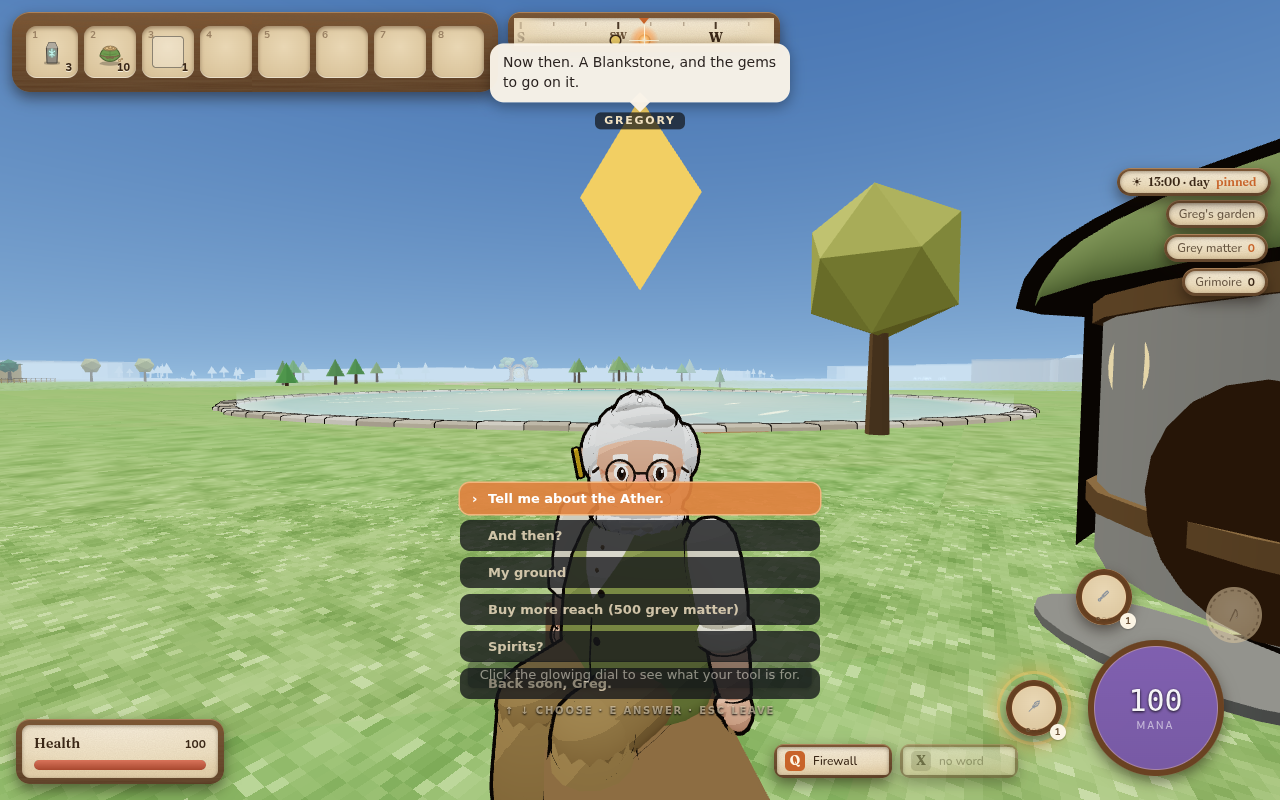 1
3
2
10
3
1
4
5
6
7
8
S
SW
W
Now then. A Blankstone, and the gems
to go on it.
GREGORY
13:00 · day pinned
Greg's garden
Grey matter 0
Grimoire 0
› Tell me about the Ather.
And then?
My ground
Buy more reach (500 grey matter)
Spirits?
Click the glowing dial to see what your tool is for.
Back soon, Greg.
↑ ↓ CHOOSE · E ANSWER · ESC LEAVE
1
1
100
MANA
Health 100
Q Firewall
X no word